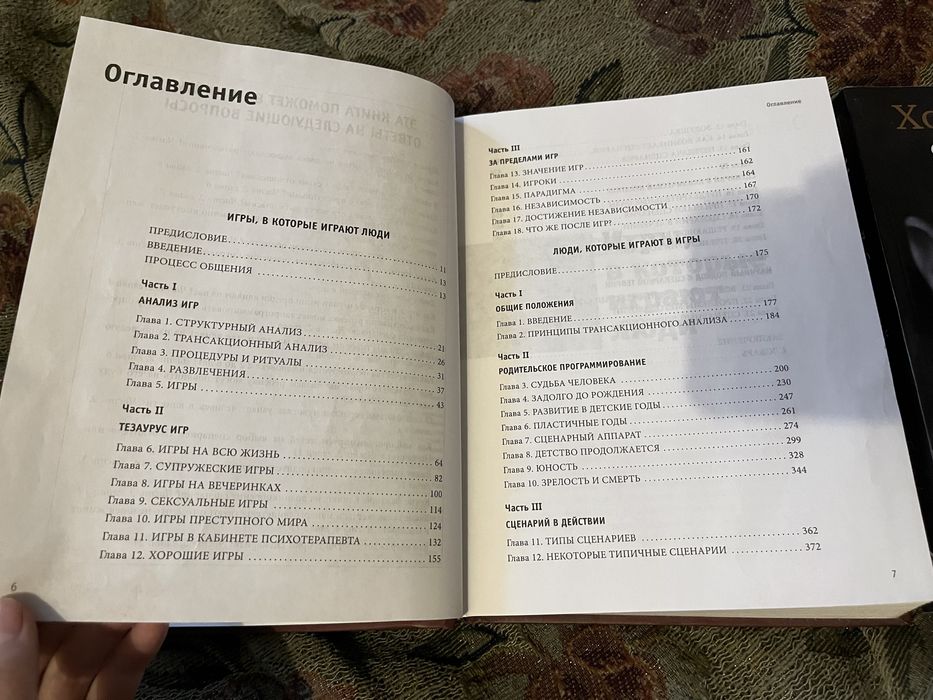 Оглавление
ИГРЫ, В КОТОРЫЕ ИГРАЮТ ЛЮДИ
ПРЕДИСЛОВИЕ 11
ВВЕДЕНИЕ 13
ПРОЦЕСС ОБЩЕНИЯ 13
Часть I
АНАЛИЗ ИГР
Глава 1. СТРУКТУРНЫЙ АНАЛИЗ 21
Глава 2. ТРАНСАКЦИОННЫЙ АНАЛИЗ 26
Глава 3. ПРОЦЕДУРЫ И РИТУАЛЫ 31
Глава 4. РАЗВЛЕЧЕНИЯ 37
Глава 5. ИГРЫ 43
Часть II
ТЕЗАУРУС ИГР
Глава 6. ИГРЫ НА ВСЮ ЖИЗНЬ 64
Глава 7. СУПРУЖЕСКИЕ ИГРЫ 82
Глава 8. ИГРЫ НА ВЕЧЕРИНКАХ 100
Глава 9. СЕКСУАЛЬНЫЕ ИГРЫ 114
Глава 10. ИГРЫ ПРЕСТУПНОГО МИРА 124
Глава 11. ИГРЫ В КАБИНЕТЕ ПСИХОТЕРАПЕВТА 132
Глава 12. ХОРОШИЕ ИГРЫ 155
6
Оглавление
Часть III
ЗА ПРЕДЕЛАМИ ИГР
Глава 13. ЗНАЧЕНИЕ ИГР 161
Глава 14. ИГРОКИ 162
Глава 15. ПАРАДИГМА 164
Глава 16. НЕЗАВИСИМОСТЬ 167
Глава 17. ДОСТИЖЕНИЕ НЕЗАВИСИМОСТИ 170
Глава 18. ЧТО ЖЕ ПОСЛЕ ИГР? 172
ЛЮДИ, КОТОРЫЕ ИГРАЮТ В ИГРЫ
ПРЕДИСЛОВИЕ 175
Часть I
ОБЩИЕ ПОЛОЖЕНИЯ
Глава 1. ВВЕДЕНИЕ 177
Глава 2. ПРИНЦИПЫ ТРАНСАКЦИОННОГО АНАЛИЗА 184
Часть II
РОДИТЕЛЬСКОЕ ПРОГРАММИРОВАНИЕ
Глава 3. СУДЬБА ЧЕЛОВЕКА 200
Глава 4. ЗАДОЛГО ДО РОЖДЕНИЯ 230
Глава 5. РАЗВИТИЕ В ДЕТСКИЕ ГОДЫ 247
Глава 6. ПЛАСТИЧНЫЕ ГОДЫ 261
Глава 7. СЦЕНАРНЫЙ АППАРАТ 274
Глава 8. ДЕТСТВО ПРОДОЛЖАЕТСЯ 299
Глава 9. ЮНОСТЬ 328
Глава 10. ЗРЕЛОСТЬ И СМЕРТЬ 344
Часть III
СЦЕНАРИЙ В ДЕЙСТВИИ
Глава 11. ТИПЫ СЦЕНАРИЕВ 362
Глава 12. НЕКОТОРЫЕ ТИПИЧНЫЕ СЦЕНАРИИ 372
7